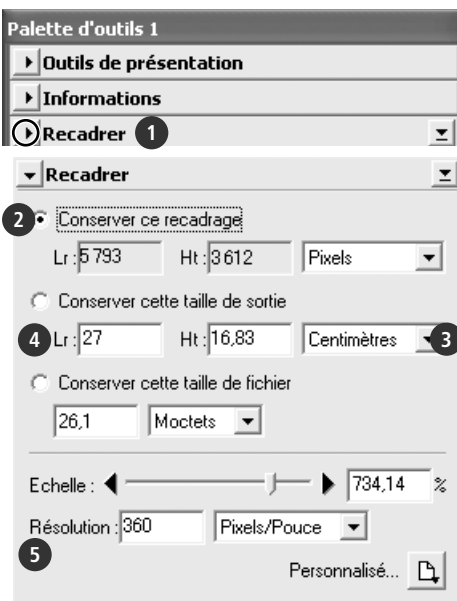 Palette d'outils 1
Outils de présentation
Informations
Recadrer 1
Recadrer
2 Conserver ce recadrage
Lr : 5 793 Ht : 3 612 Pixels
Conserver cette taille de sortie
4 Lr : 27 Ht : 16,83 Centimètres 3
Conserver cette taille de fichier
26,1 Moctets
Echelle : 734,14 %
Résolution : 360 Pixels/Pouce
5
Personnalisé...